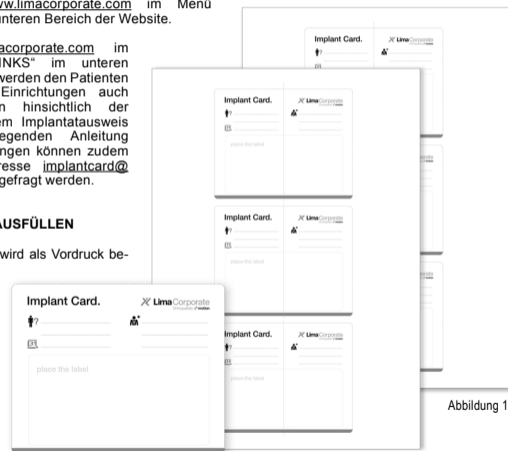 ww.limacorporate.com im Menü
unteren Bereich der Website.
acorporate.com im
INKS" im unteren
werden den Patienten
Einrichtungen auch
n hinsichtlich der
em Implantatausweis
egenden Anleitung
ngen können zudem
resse implantcard@
gefragt werden.
AUSFÜLLEN
wird als Vordruck be-
Implant Card.
LimaCorporate
Implant Card.
LimaCorporate
place the label
Implant Card.
LimaCorporate
place the label
Implant Card.
LimaCorporate
place the label
Implant Card.
LimaCorporate
place the label
Abbildung 1